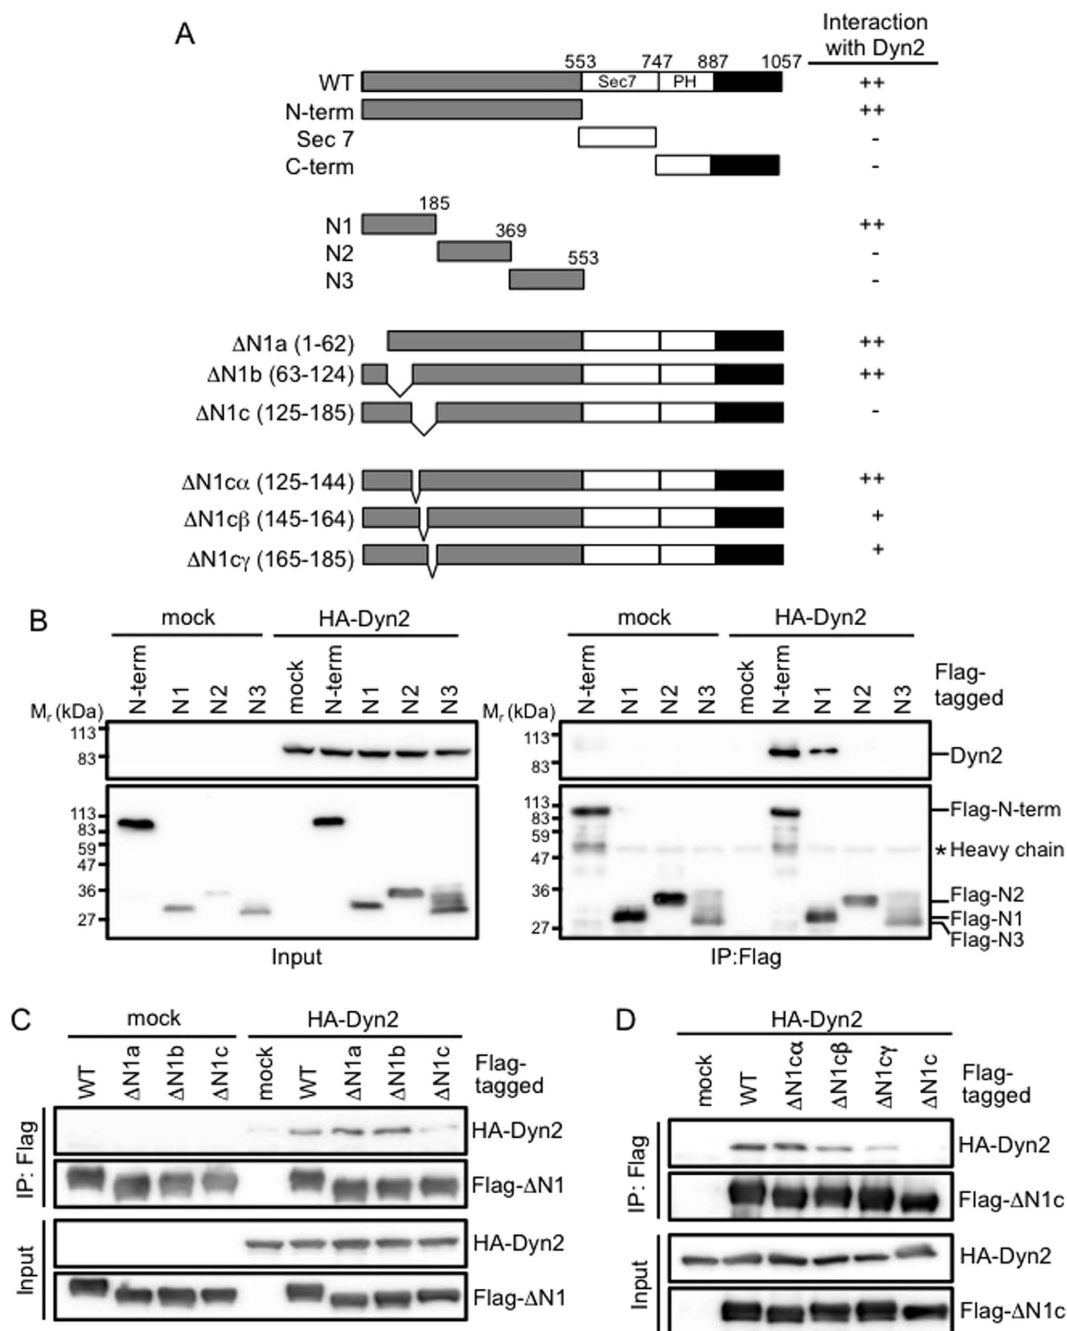 A
Interaction
with Dyn2
553 747 887 1057
WT Sec7 PH ++
N-term ++
Sec 7 -
C-term -
185
N1 ++
369
N2 -
553
N3 -
ΔN1a (1-62) ++
ΔN1b (63-124) ++
ΔN1c (125-185) -
ΔN1cα (125-144) ++
ΔN1cβ (145-164) +
ΔN1cγ (165-185) +
B
mock HA-Dyn2
N-term N1 N2 N3 mock N-term N1 N2 N3
Mr (kDa)
113
83
113
83
59
47
36
27
Input
mock HA-Dyn2
N-term N1 N2 N3 mock N-term N1 N2 N3
Flag-
tagged
Mr (kDa)
113
83
Dyn2
113
83
59
47
36
27
Flag-N-term
* Heavy chain
Flag-N2
Flag-N1
Flag-N3
IP:Flag
C
mock HA-Dyn2
WT ΔN1a ΔN1b ΔN1c mock WT ΔN1a ΔN1b ΔN1c
Flag-
tagged
IP: Flag
HA-Dyn2
Flag-ΔN1
Input
HA-Dyn2
Flag-ΔN1
D
HA-Dyn2
mock WT ΔN1cα ΔN1cβ ΔN1cγ ΔN1c
Flag-
tagged
IP: Flag
HA-Dyn2
Flag-ΔN1c
Input
HA-Dyn2
Flag-ΔN1c